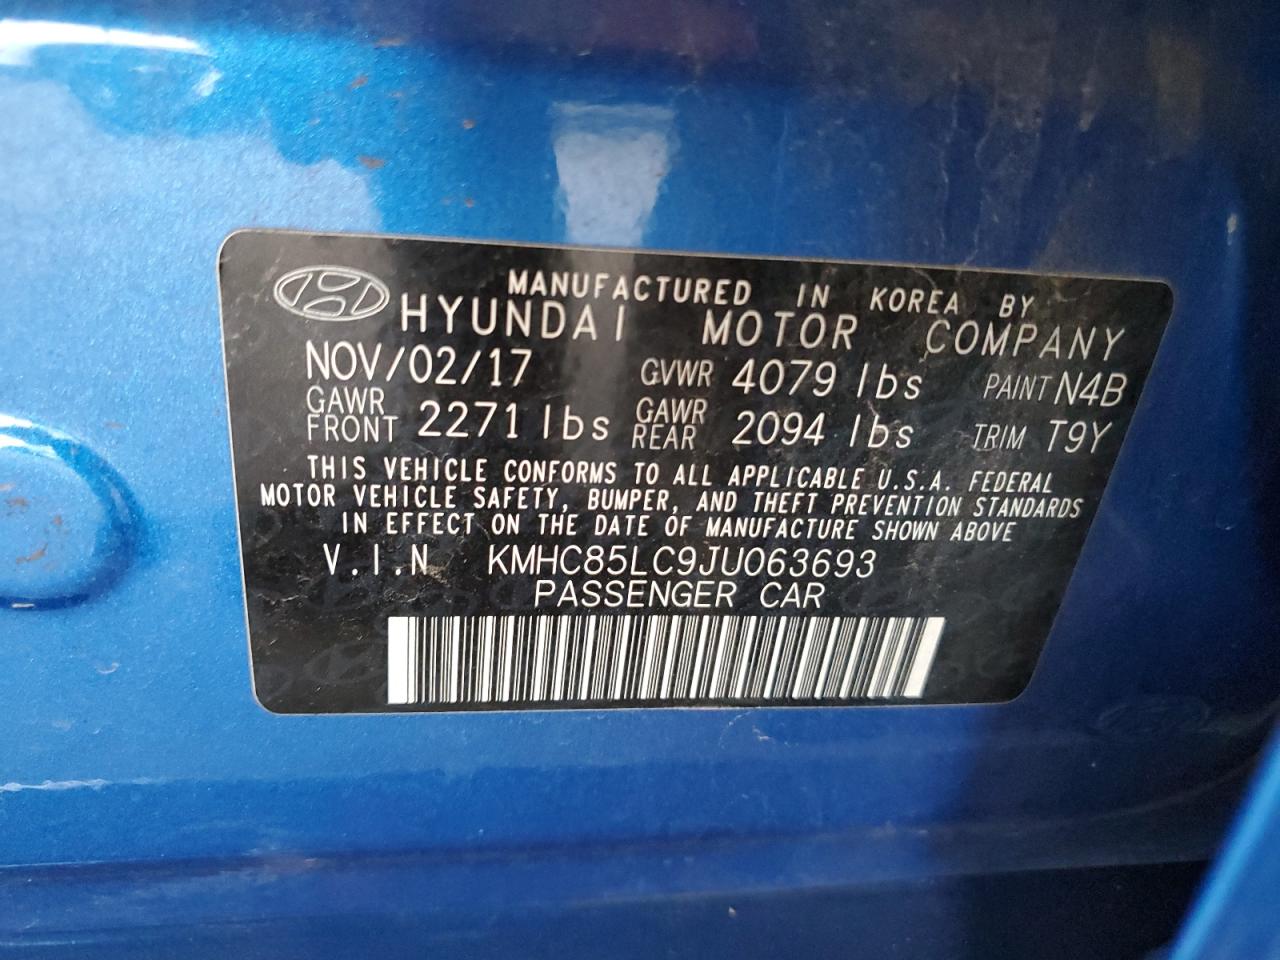 MANUFACTURED IN KOREA BY
HYUNDAI MOTOR COMPANY
NOV/02/17 GVWR 4079 lbs PAINT N4B
GAWR FRONT 2271 lbs GAWR REAR 2094 lbs TRIM T9Y
THIS VEHICLE CONFORMS TO ALL APPLICABLE U.S.A. FEDERAL
MOTOR VEHICLE SAFETY, BUMPER, AND THEFT PREVENTION STANDARDS
IN EFFECT ON THE DATE OF MANUFACTURE SHOWN ABOVE
V.I.N KMHC85LC9JU063693
PASSENGER CAR